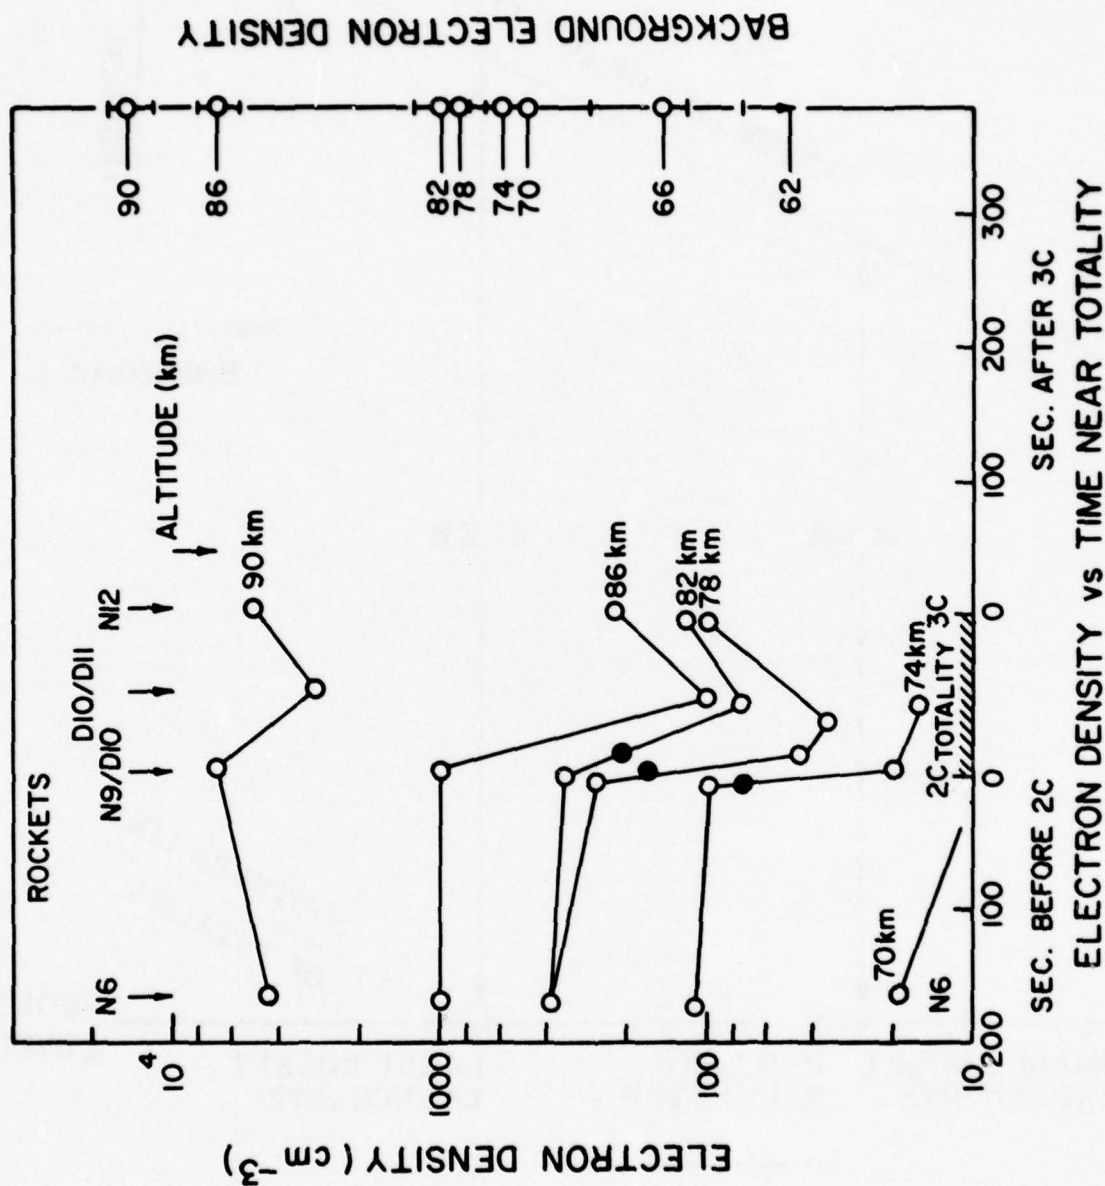 ROCKETS
N6
N9/D10
D10/D11
N12
ALTITUDE (km)
90 km
86 km
82 km
78 km
74 km
70 km
N6
2C TOTALITY 3C
ELECTRON DENSITY (cm⁻³)
10⁴
1000
100
10
200
100
0
0
100
200
300
SEC. BEFORE 2C
SEC. AFTER 3C
ELECTRON DENSITY vs TIME NEAR TOTALITY
90
86
82
78
74
70
66
62
BACKGROUND ELECTRON DENSITY